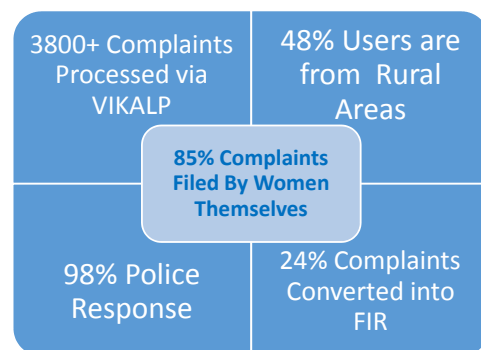 3800+ Complaints
Processed via
VIKALP
48% Users are
from Rural
Areas
85% Complaints
Filed By Women
Themselves
98% Police
Response
24% Complaints
Converted into
FIR